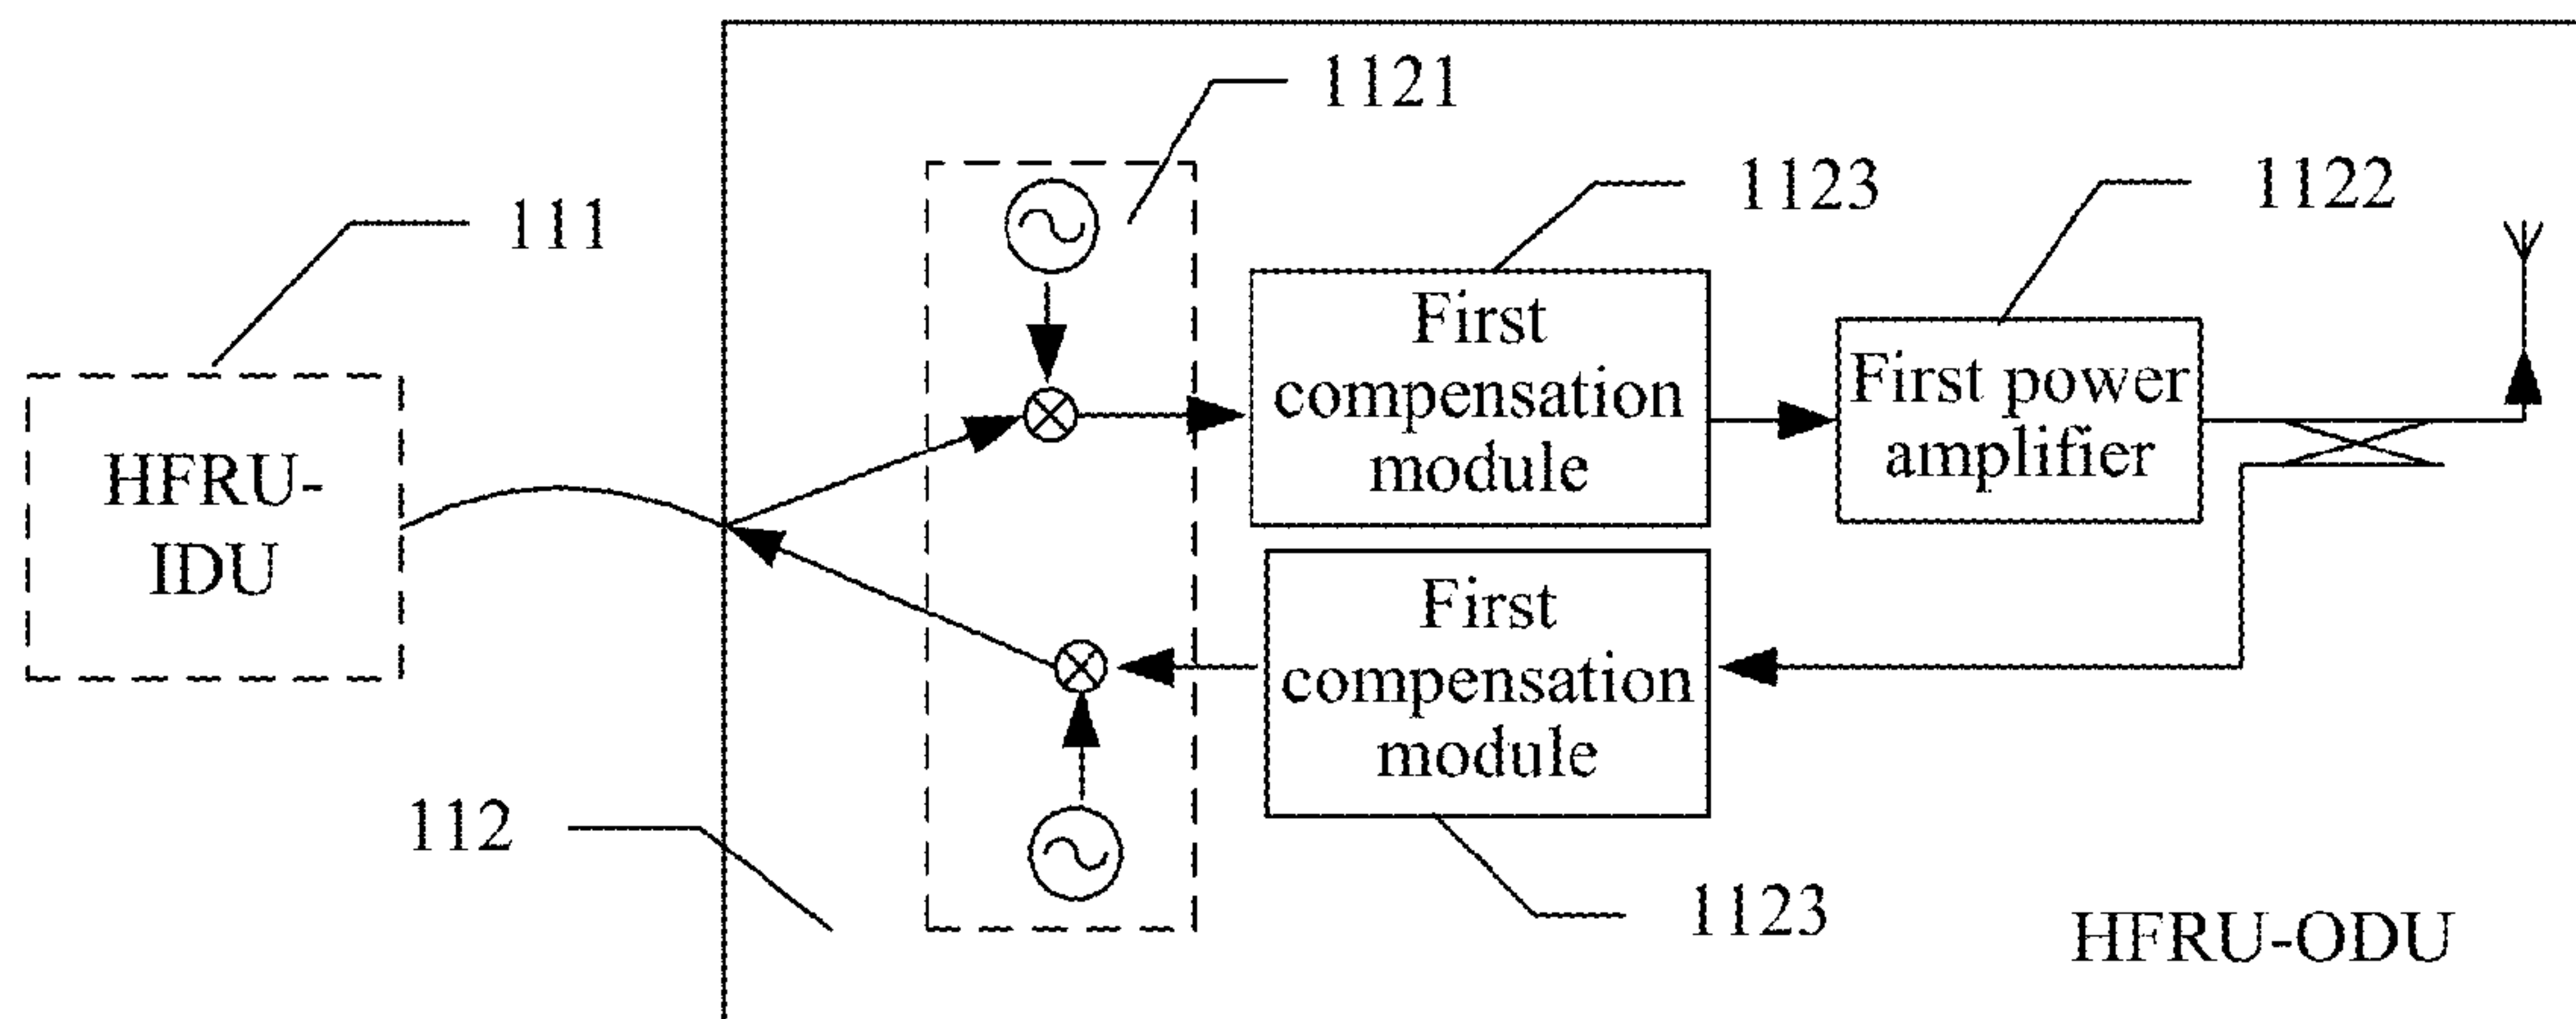 1121
1123
1122
111
First
compensation
module
First power
amplifier
HFRU-
IDU
First
compensation
module
112
1123
HFRU-ODU